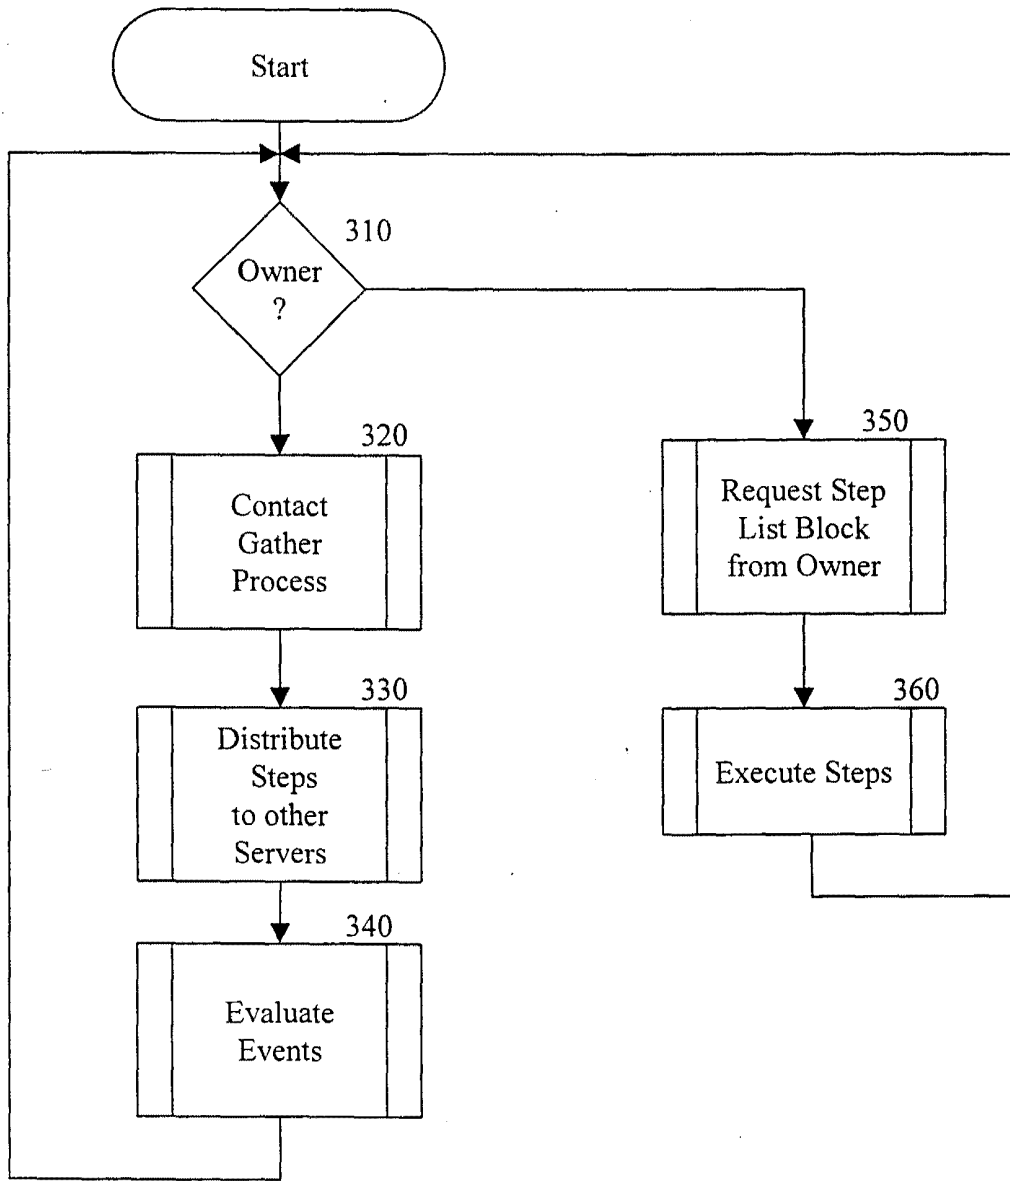 Start
310
Owner
?
320
Contact
Gather
Process
330
Distribute
Steps
to other
Servers
340
Evaluate
Events
350
Request Step
List Block
from Owner
360
Execute Steps